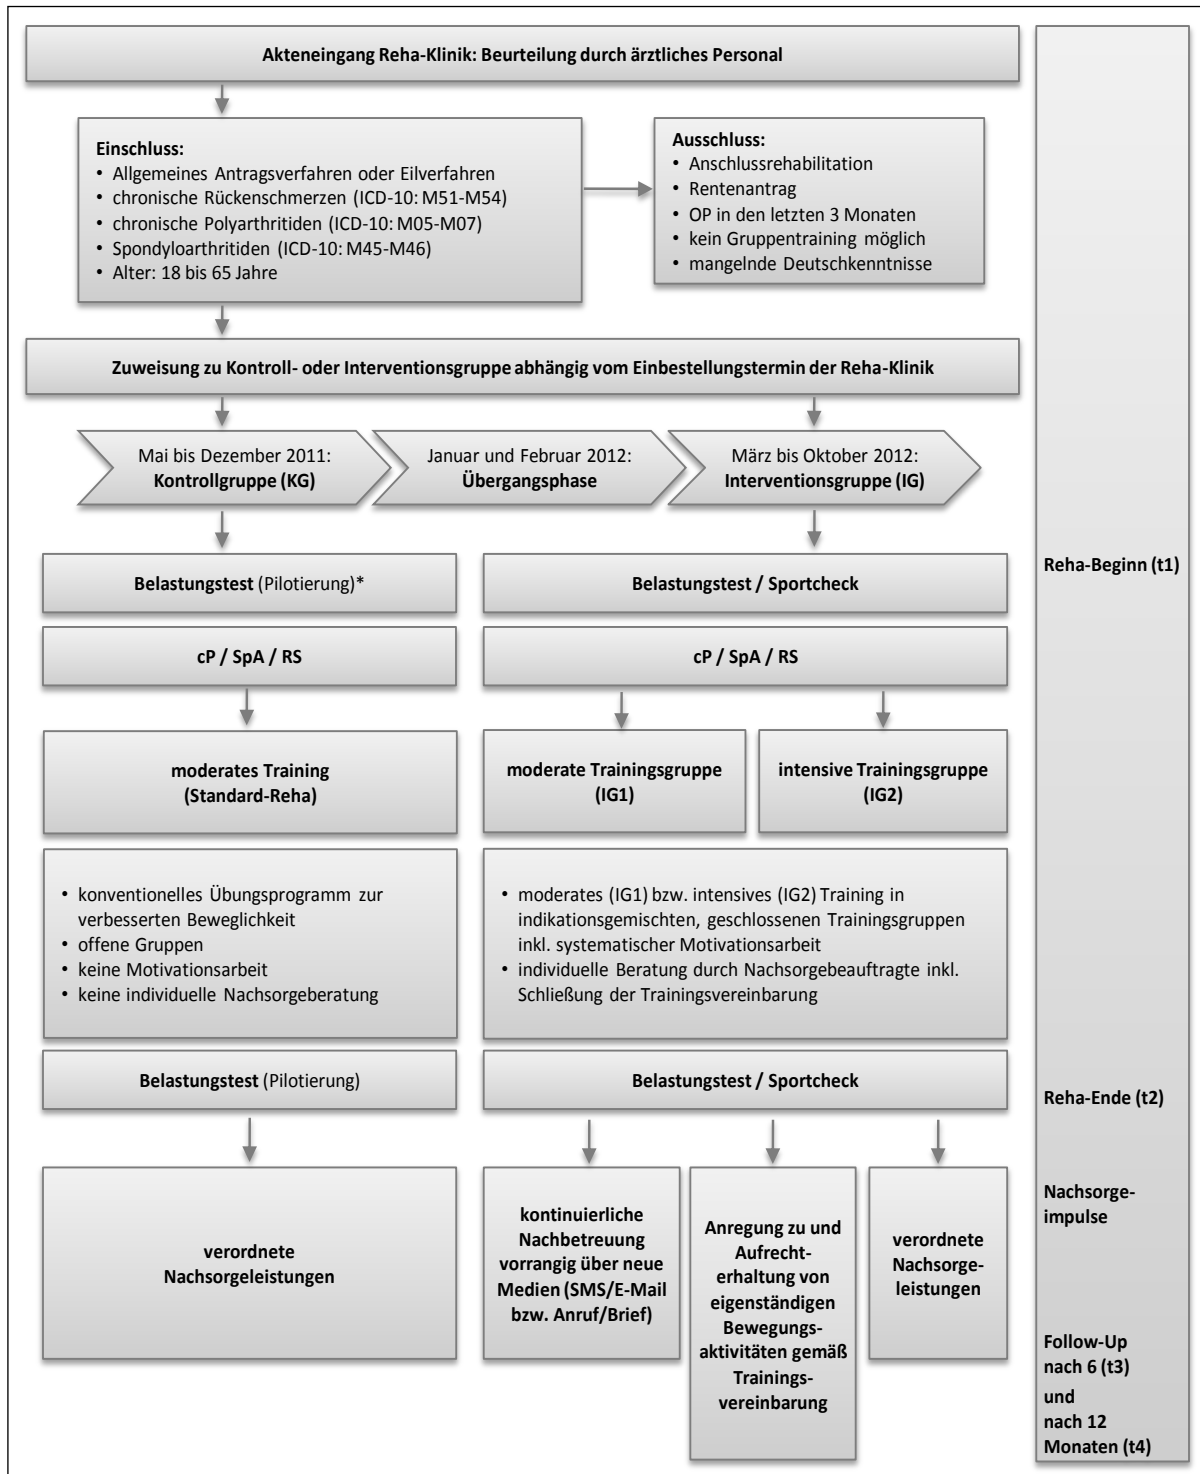 Akteneingang Reha-Klinik: Beurteilung durch ärztliches Personal
Einschluss:
• Allgemeines Antragsverfahren oder Eilverfahren
• chronische Rückenschmerzen (ICD-10: M51-M54)
• chronische Polyarthritiden (ICD-10: M05-M07)
• Spondyloarthritiden (ICD-10: M45-M46)
• Alter: 18 bis 65 Jahre
Ausschluss:
• Anschlussrehabilitation
• Rentenantrag
• OP in den letzten 3 Monaten
• kein Gruppentraining möglich
• mangelnde Deutschkenntnisse
Zuweisung zu Kontroll- oder Interventionsgruppe abhängig vom Einbestellungstermin der Reha-Klinik
Mai bis Dezember 2011:
Kontrollgruppe (KG)
Januar und Februar 2012:
Übergangsphase
März bis Oktober 2012:
Interventionsgruppe (IG)
Belastungstest (Pilotierung)*
Belastungstest / Sportcheck
Reha-Beginn (t1)
cP / SpA / RS
cP / SpA / RS
moderates Training
(Standard-Reha)
moderate Trainingsgruppe
(IG1)
intensive Trainingsgruppe
(IG2)
• konventionelles Übungsprogramm zur
verbesserten Beweglichkeit
• offene Gruppen
• keine Motivationsarbeit
• keine individuelle Nachsorgeberatung
• moderates (IG1) bzw. intensives (IG2) Training in
indikationsgemischten, geschlossenen Trainingsgruppen
inkl. systematischer Motivationsarbeit
• individuelle Beratung durch Nachsorgebeauftragte inkl.
Schließung der Trainingsvereinbarung
Belastungstest (Pilotierung)
Belastungstest / Sportcheck
Reha-Ende (t2)
verordnete
Nachsorgeleistungen
kontinuierliche
Nachbetreuung
vorrangig über neue
Medien (SMS/E-Mail
bzw. Anruf/Brief)
Anregung zu und
Aufrecht-
erhaltung von
eigenständigen
Bewegungs-
aktivitäten gemäß
Trainings-
vereinbarung
verordnete
Nachsorge-
leistungen
Nachsorge-
impulse
Follow-Up
nach 6 (t3)
und
nach 12
Monaten (t4)